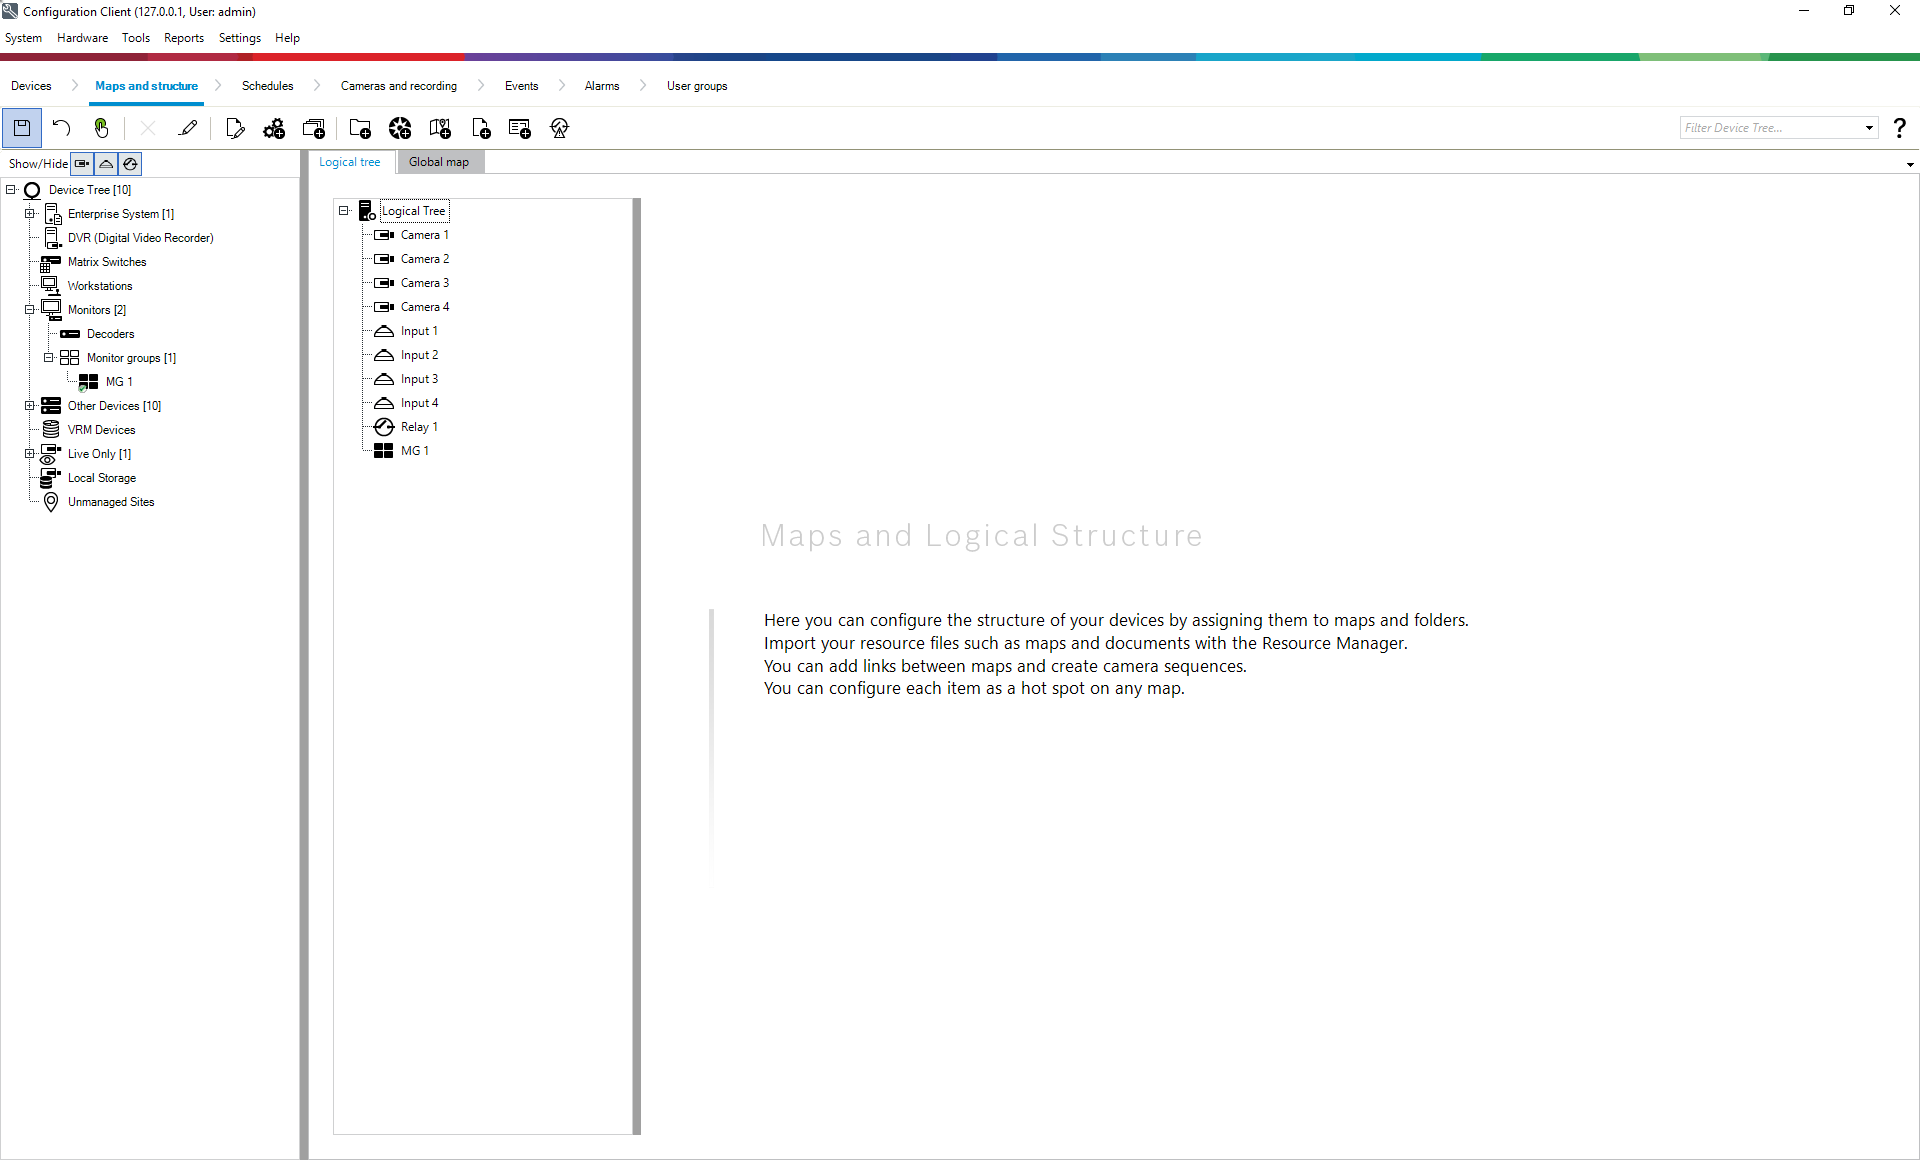 Configuration Client (127.0.0.1, User: admin)
System Hardware Tools Reports Settings Help
Devices Maps and structure Schedules Cameras and recording Events Alarms User groups
Filter Device Tree... ?
Show/Hide
Device Tree [10]
Enterprise System [1]
DVR (Digital Video Recorder)
Matrix Switches
Workstations
Monitors [2]
Decoders
Monitor groups [1]
MG 1
Other Devices [10]
VRM Devices
Live Only [1]
Local Storage
Unmanaged Sites
Logical tree Global map
Logical Tree
Camera 1
Camera 2
Camera 3
Camera 4
Input 1
Input 2
Input 3
Input 4
Relay 1
MG 1
Maps and Logical Structure
Here you can configure the structure of your devices by assigning them to maps and folders.
Import your resource files such as maps and documents with the Resource Manager.
You can add links between maps and create camera sequences.
You can configure each item as a hot spot on any map.